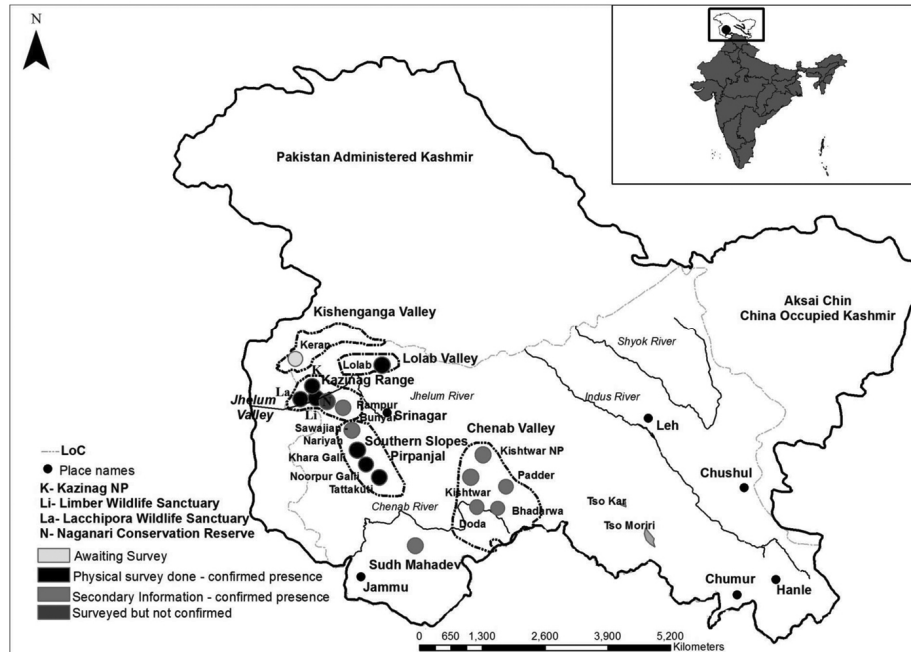 N
Pakistan Administered Kashmir
Aksai Chin
China Occupied Kashmir
Kishenganga Valley
Keran
Shyok River
Lolab
Lolab Valley
K
Kazinag Range
La
Jhelum
Valley
Li
Jhelum River
Indus River
Rampur
Bunyar
Srinagar
Leh
Sawajian -
Nariyan
Southern Slopes
Pirpanjal
Chenab Valley
Kishtwar NP
Khara Gali
Noorpur Galli
Tattakuti
Padder
Chushul
Kishtwar
Chenab River
Doda
Bhadarwa
Tso Kar
Tso Moriri
Sudh Mahadev
Jammu
Chumur
Hanle
LoC
Place names
K- Kazinag NP
Li- Limber Wildlife Sanctuary
La- Lacchipora Wildlife Sanctuary
N- Naganari Conservation Reserve
Awaiting Survey
Physical survey done - confirmed presence
Secondary Information - confirmed presence
Surveyed but not confirmed
0 650 1,300 2,600 3,900 5,200
Kilometers